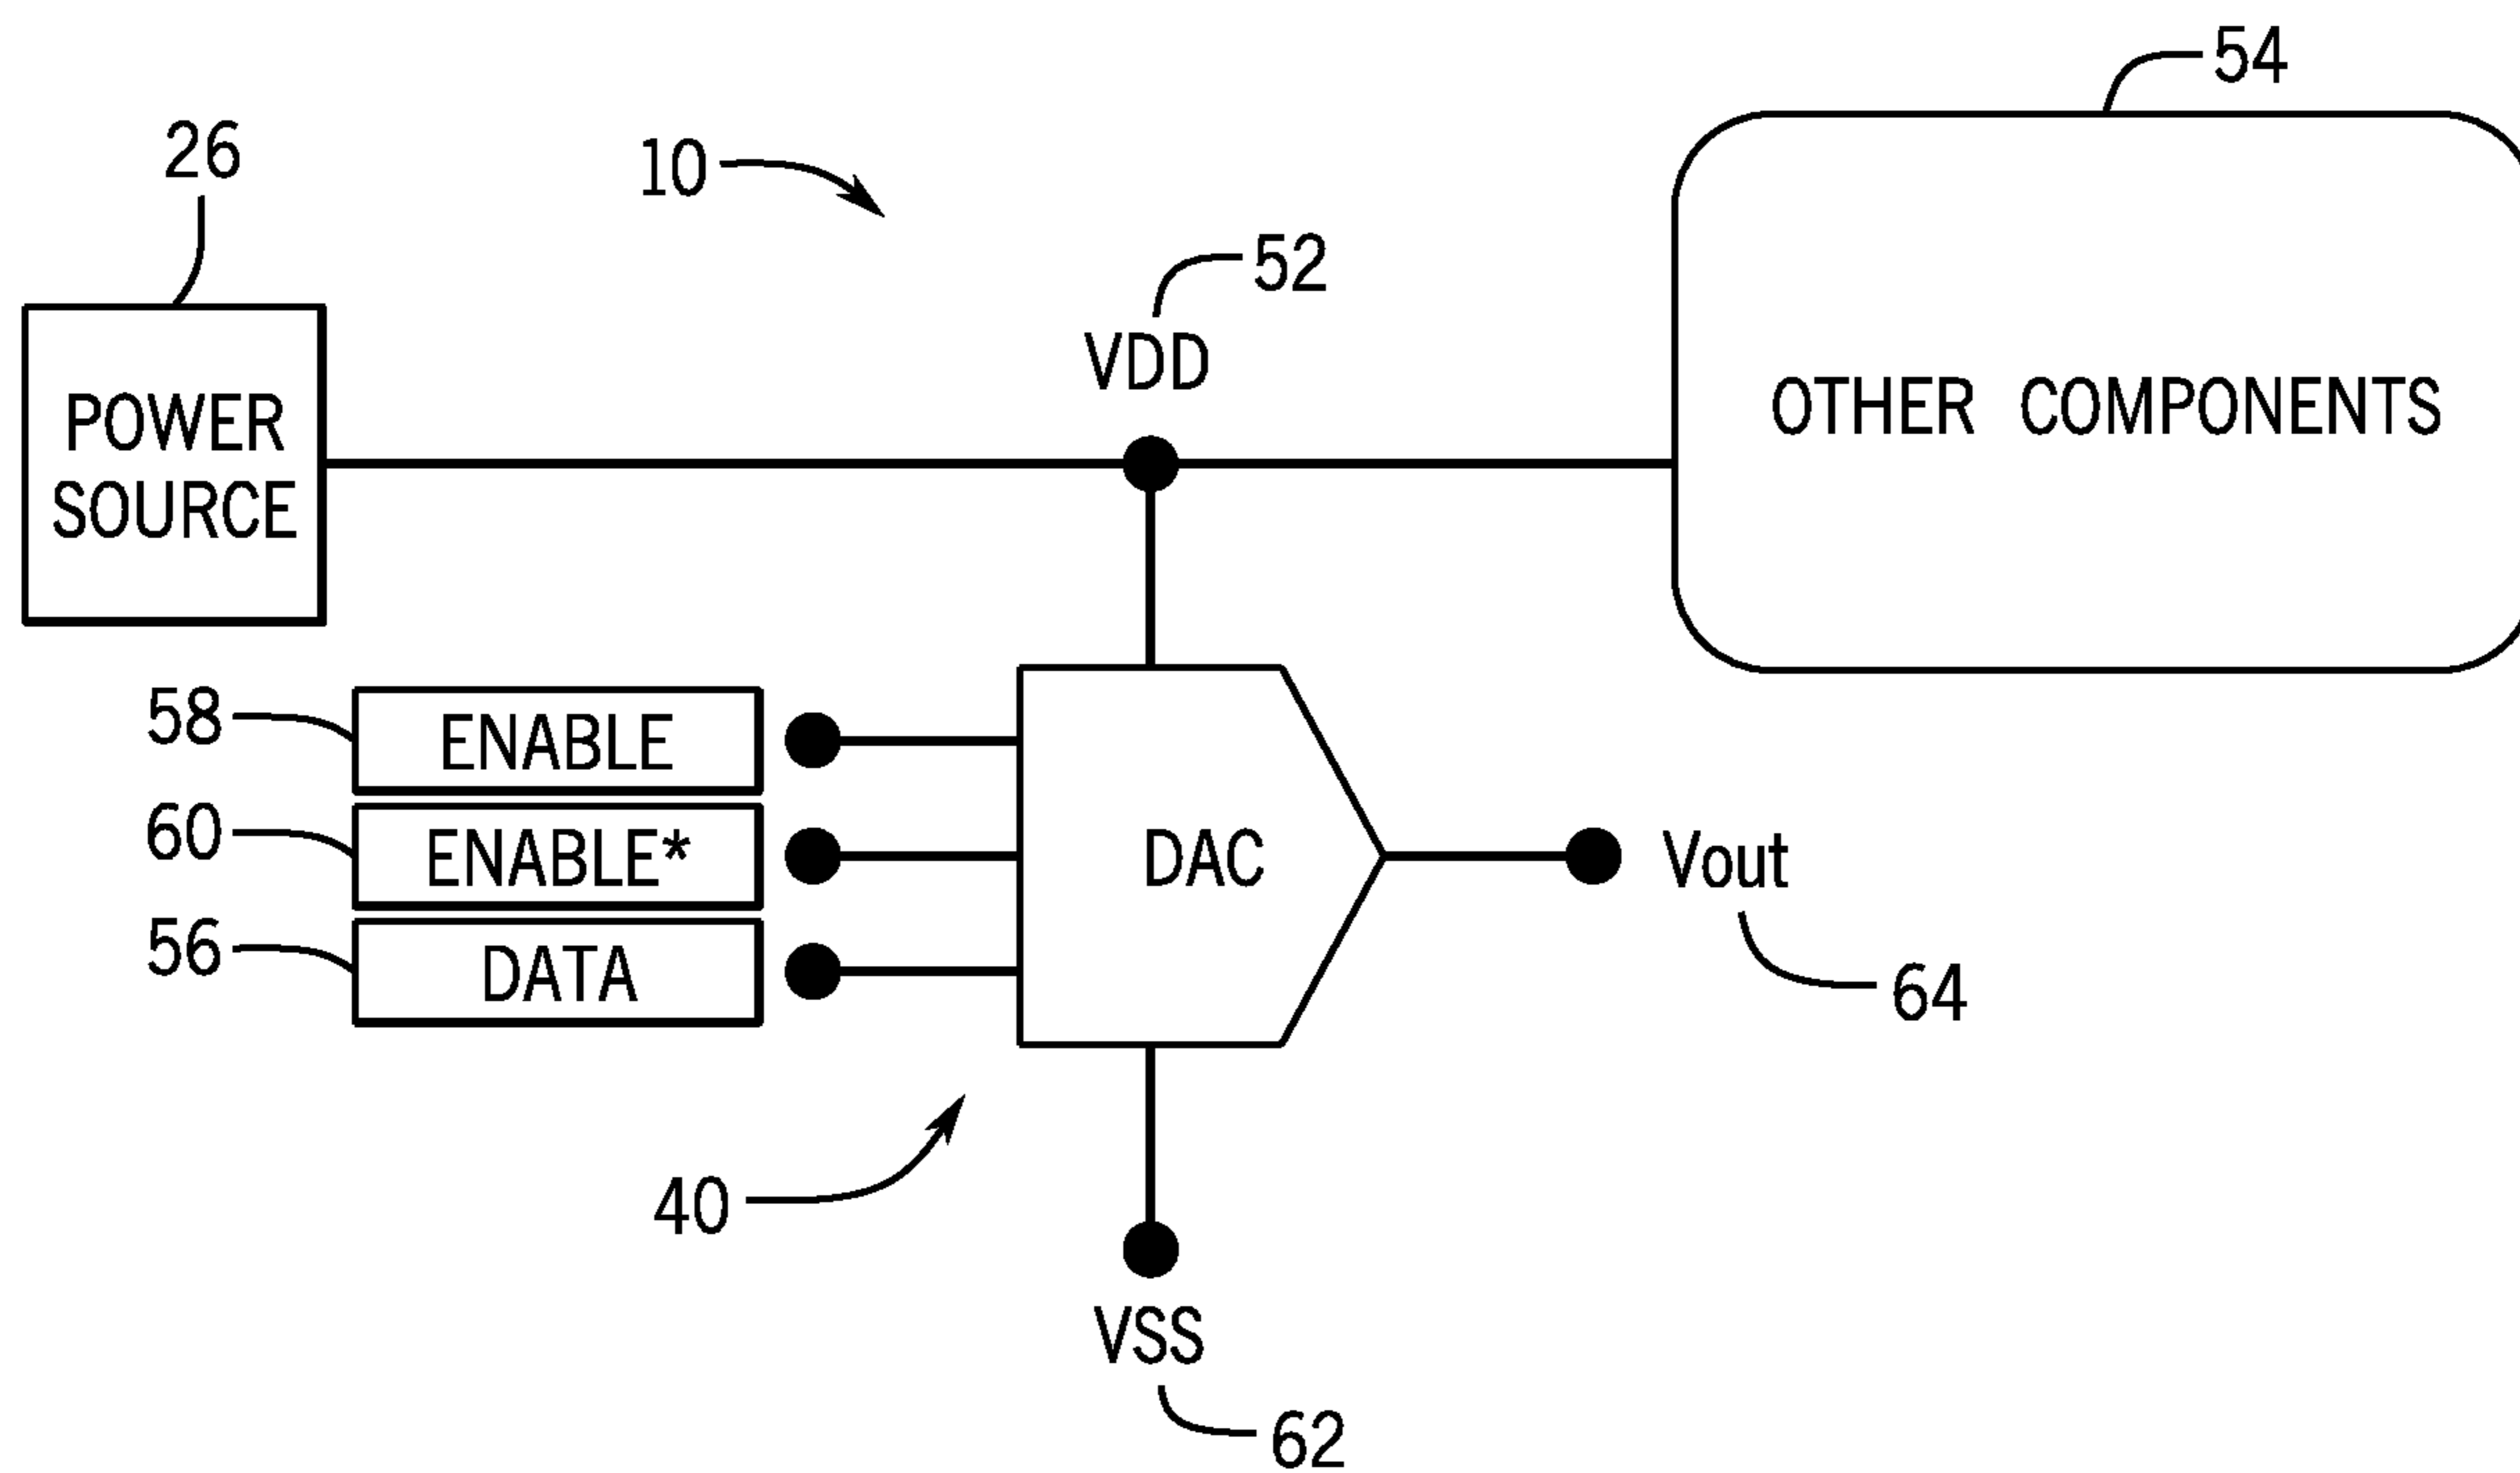 54
26
10
52
VDD
POWER
SOURCE
OTHER COMPONENTS
58
ENABLE
60
ENABLE*
DAC
Vout
56
DATA
64
40
VSS
62